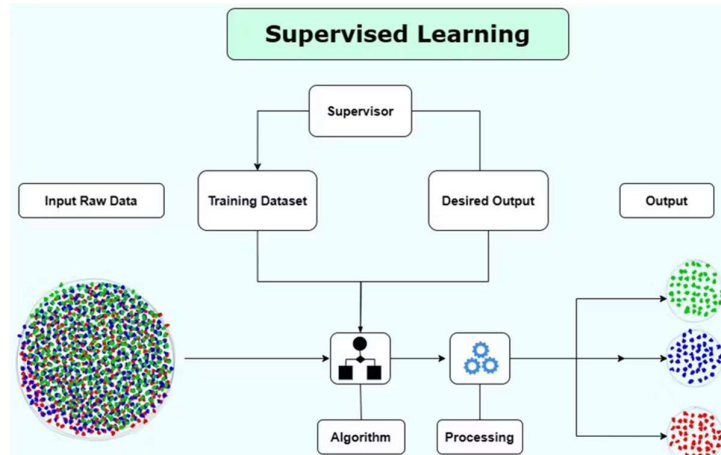 Supervised Learning
Supervisor
Input Raw Data
Training Dataset
Desired Output
Output
Algorithm
Processing